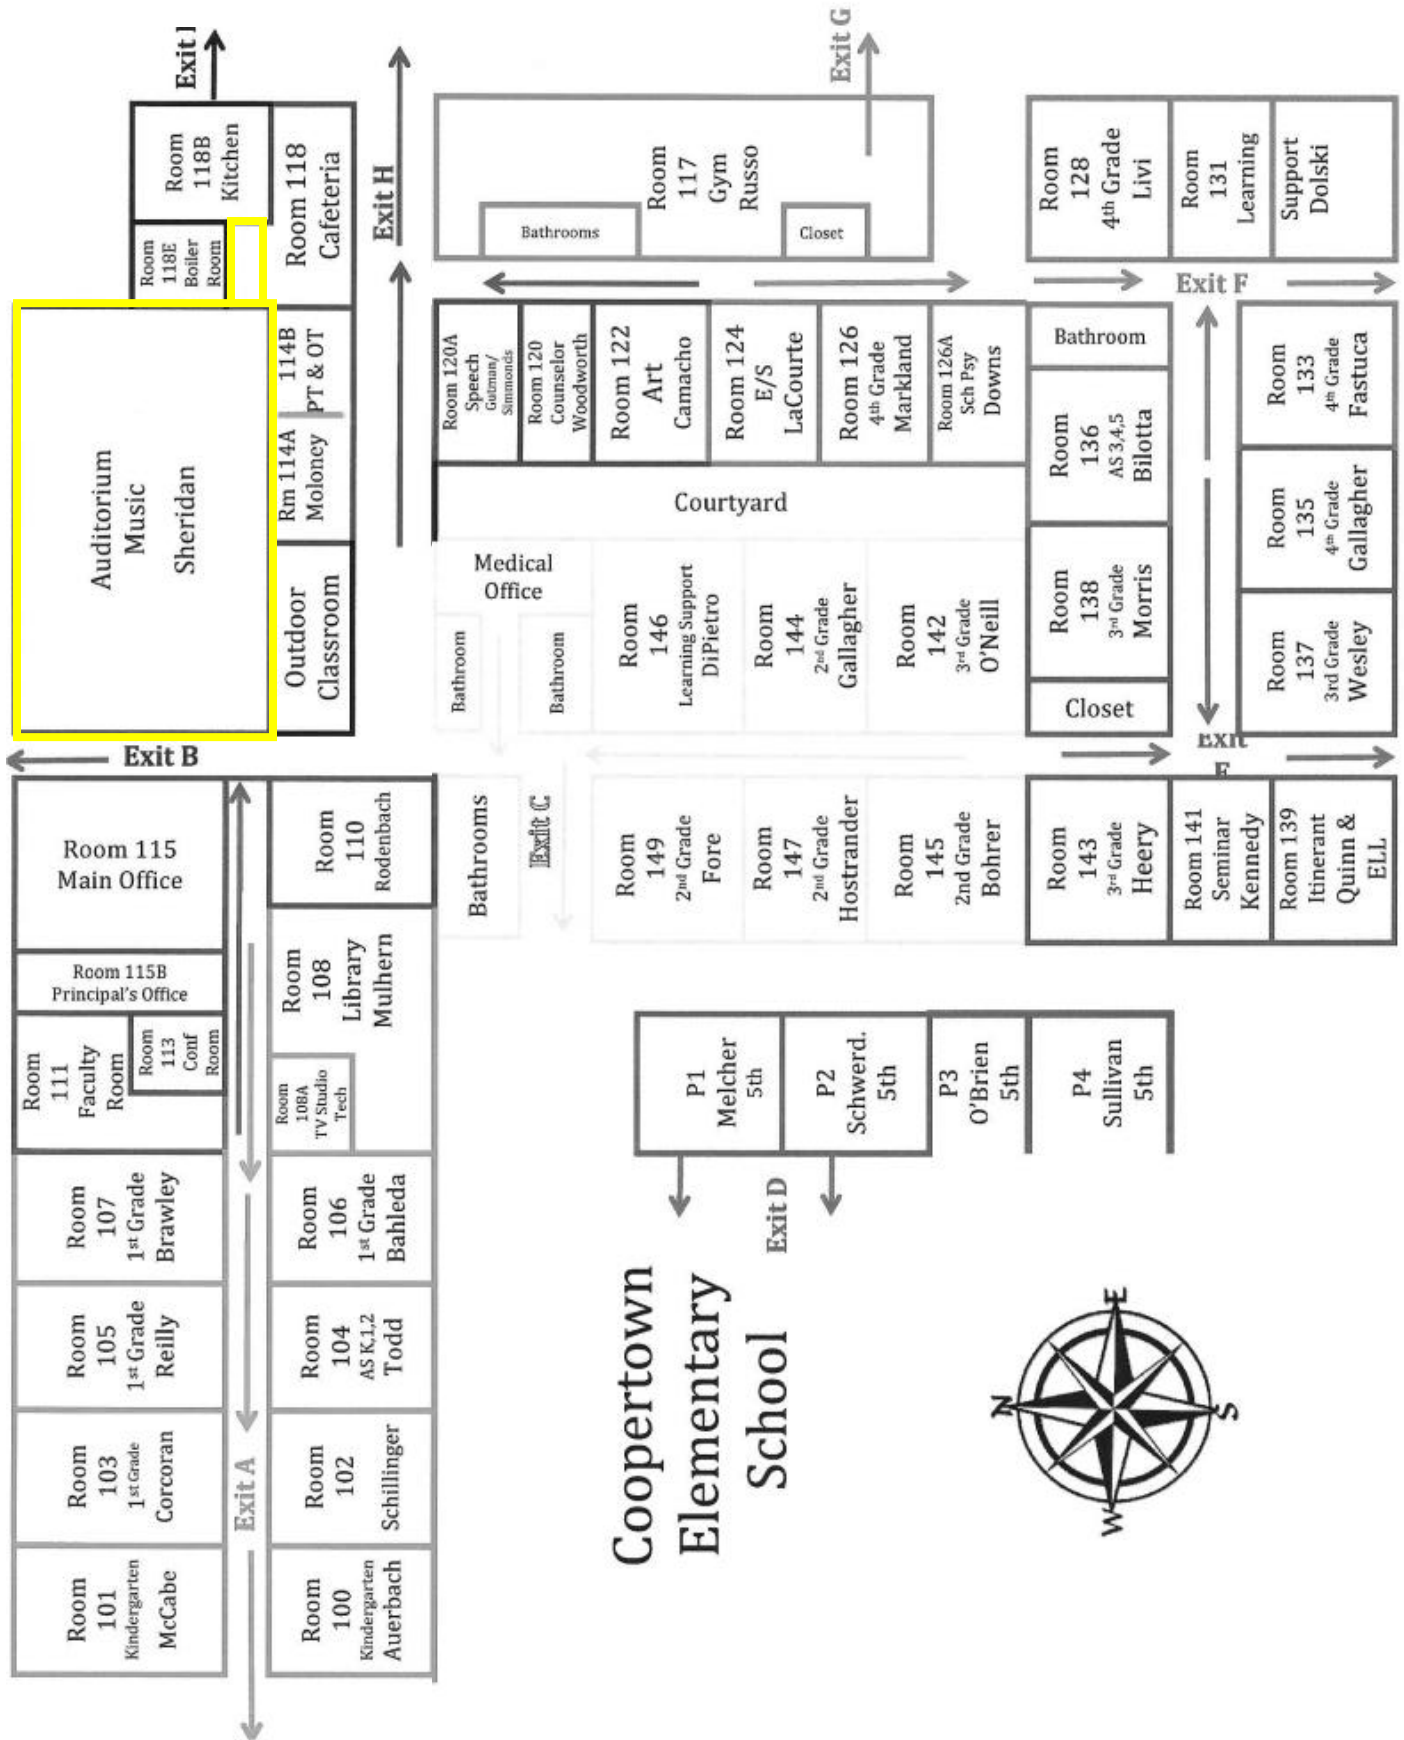 Exit I
Room
118B
Kitchen
Room 118
Cafeteria
Room
118E
Boiler
Room
Exit H
Exit G
Room
117
Gym
Russo
Bathrooms
Closet
Room
128
4th Grade
Livi
Room
131
Learning
Support
Dolski
Exit F
Auditorium
Music
Sheridan
114B
PT & OT
Rm 114A
Moloney
Outdoor
Classroom
Room 120A
Speech
Gutman/
Simmonds
Room 120
Counselor
Woodworth
Room 122
Art
Camacho
Room 124
E/S
LaCourte
Room 126
4th Grade
Markland
Room 126A
Sch Psy
Downs
Bathroom
Room
136
AS 3,4,5
Bilotta
Room
133
4th Grade
Fastuca
Courtyard
Room
135
4th Grade
Gallagher
Medical
Office
Bathroom
Bathroom
Room
146
Learning Support
DiPietro
Room
144
2nd Grade
Gallagher
Room
142
3rd Grade
O'Neill
Room
138
3rd Grade
Morris
Closet
Room
137
3rd Grade
Wesley
Exit B
Exit
E
Room 115
Main Office
Room
110
Rodenbach
Bathrooms
Exit C
Room
149
2nd Grade
Fore
Room
147
2nd Grade
Hostrander
Room
145
2nd Grade
Bohrer
Room
143
3rd Grade
Heery
Room 141
Seminar
Kennedy
Room 139
Itinerant
Quinn &
ELL
Room 115B
Principal's Office
Room
111
Faculty
Room
Room
113
Conf
Room
Room
108
Library
Mulhern
Room
108A
TV Studio
Tech
P1
Melcher
5th
P2
Schwerd.
5th
P3
O'Brien
5th
P4
Sullivan
5th
Exit D
Room
107
1st Grade
Brawley
Room
106
1st Grade
Bahleda
Room
105
1st Grade
Reilly
Room
104
AS K,1,2
Todd
Room
103
1st Grade
Corcoran
Exit A
Room
102
Schillinger
Room
101
Kindergarten
McCabe
Room
100
Kindergarten
Auerbach
Coopertown
Elementary
School
N
E
S
W